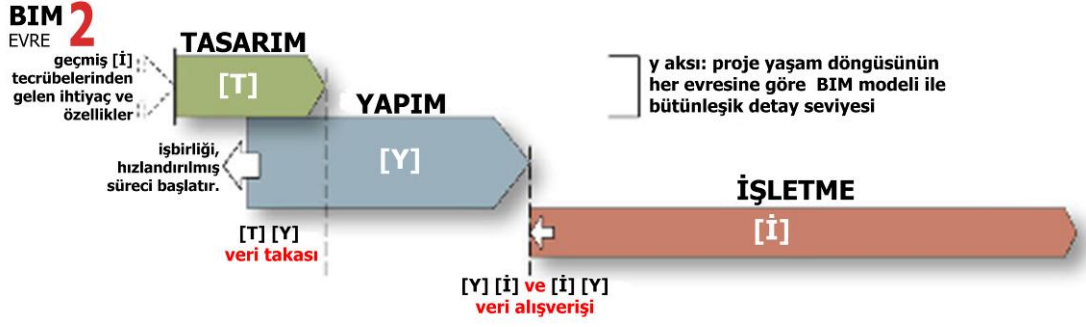 BIM 2
EVRE
geçmiş [İ]
tecrübelerinden
gelen ihtiyaç ve
özellikler
TASARIM
[T]
y aksı: proje yaşam döngüsünün
her evresine göre BIM modeli ile
bütünleşik detay seviyesi
YAPIM
[Y]
işbirliği,
hızlandırılmış
süreci başlatır.
İŞLETME
[İ]
[T] [Y]
veri takası
[Y] [İ] ve [İ] [Y]
veri alışverişi